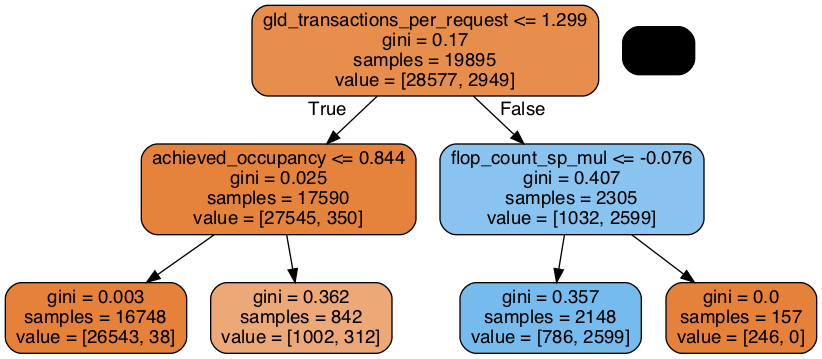 gld_transactions_per_request <= 1.299
gini = 0.17
samples = 19895
value = [28577, 2949]
True
False
achieved_occupancy <= 0.844
gini = 0.025
samples = 17590
value = [27545, 350]
flop_count_sp_mul <= -0.076
gini = 0.407
samples = 2305
value = [1032, 2599]
gini = 0.003
samples = 16748
value = [26543, 38]
gini = 0.362
samples = 842
value = [1002, 312]
gini = 0.357
samples = 2148
value = [786, 2599]
gini = 0.0
samples = 157
value = [246, 0]